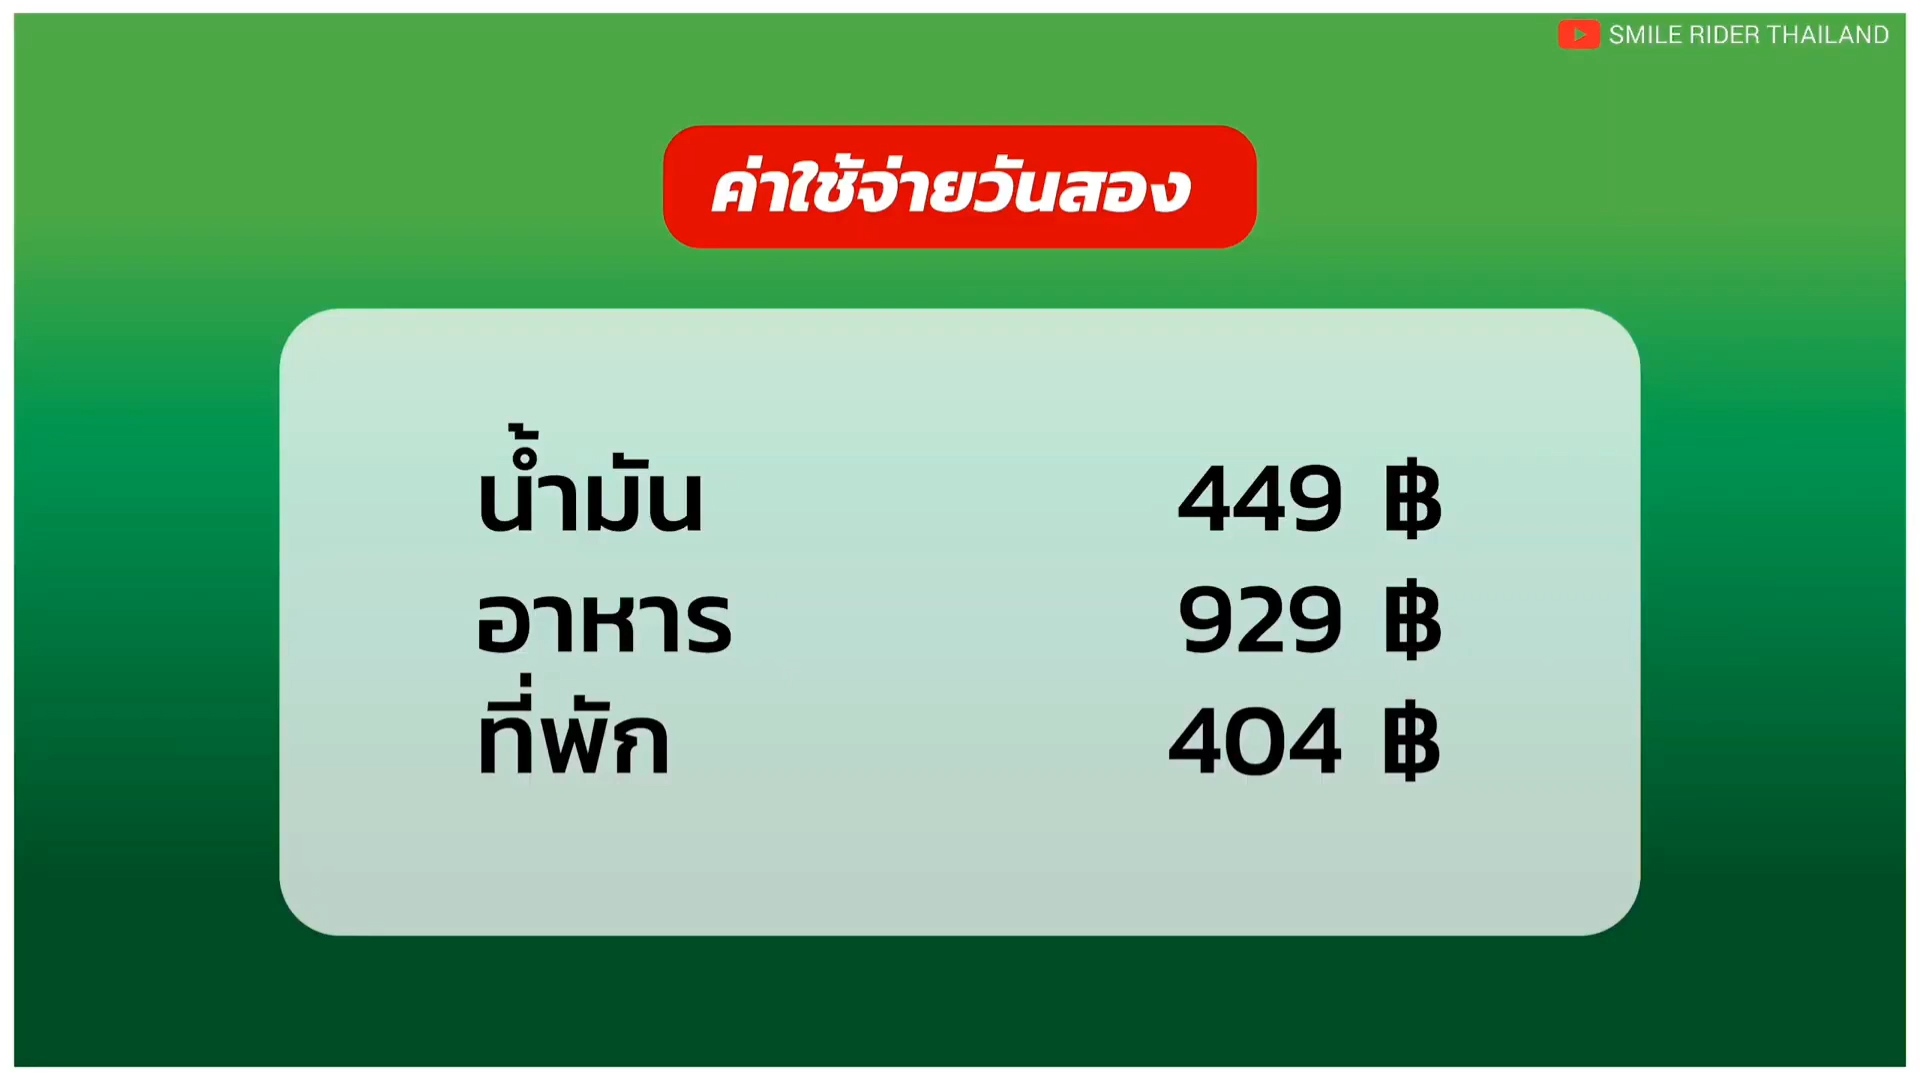 SMILE RIDER THAILAND
ค่าใช้จ่ายวันสอง
น้ำมัน 449 ฿
อาหาร 929 ฿
ที่พัก 404 ฿